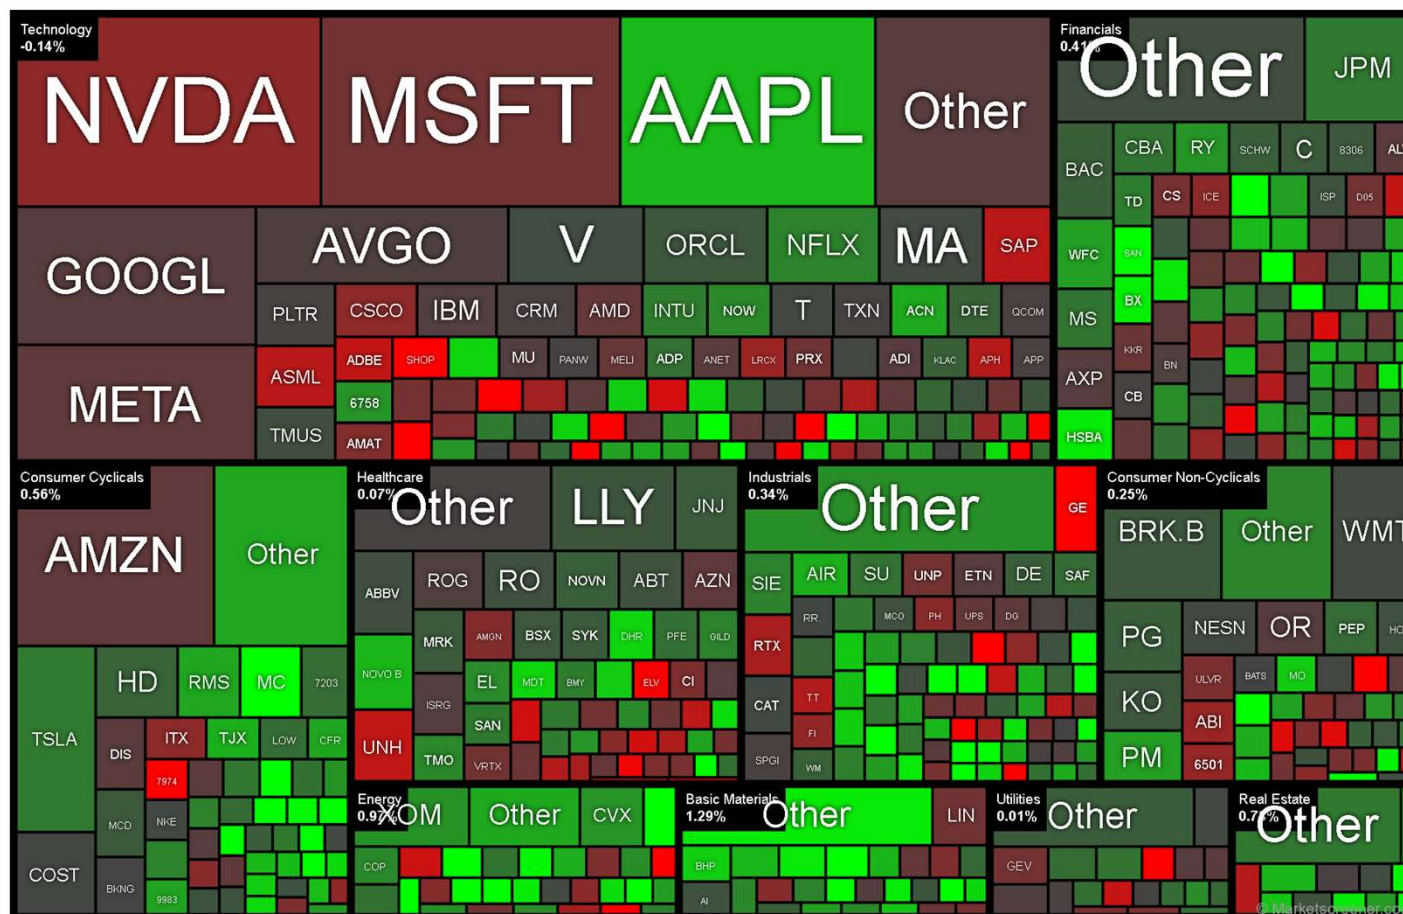 Technology
-0.14%
NVDA
MSFT
AAPL
Other
GOOGL
AVGO
V
ORCL
NFLX
MA
SAP
PLTR
CSCO
IBM
CRM
AMD
INTU
NOW
T
TXN
ACN
DTE
QCOM
META
ASML
ADBE
SHOP
MU
PANW
MELI
ADP
ANET
LRCX
PRX
ADI
KLAC
APH
APP
6758
TMUS
AMAT
Financials
0.41%
Other
JPM
BAC
CBA
RY
SCHW
C
8306
TD
CS
ICE
ISP
D05
WFC
SAN
BX
MS
KKR
BN
AXP
CB
HSBA
Consumer Cyclicals
0.56%
AMZN
Other
TSLA
HD
RMS
MC
7203
DIS
ITX
TJX
LOW
CFR
7974
MCD
NKE
COST
BKNG
9983
Healthcare
0.07%
Other
LLY
JNJ
ABBV
ROG
RO
NOVN
ABT
AZN
MRK
AMGN
BSX
SYK
DHR
PFE
GILD
NOVO B
EL
MDT
BMY
ELV
CI
ISRG
SAN
UNH
TMO
VRTX
Industrials
0.34%
Other
GE
SIE
AIR
SU
UNP
ETN
DE
SAF
RR.
MCO
PH
UPS
DG
RTX
CAT
TT
FI
SPGI
WM
Consumer Non-Cyclicals
0.25%
BRK.B
Other
WMT
PG
NESN
OR
PEP
ULVR
BATS
MO
KO
ABI
PM
6501
Energy
XOM
Other
CVX
COP
Basic Materials
1.29%
Other
LIN
BHP
AI
Utilities
0.01%
Other
GEV
Real Estate
Other
© Marketscreener.co